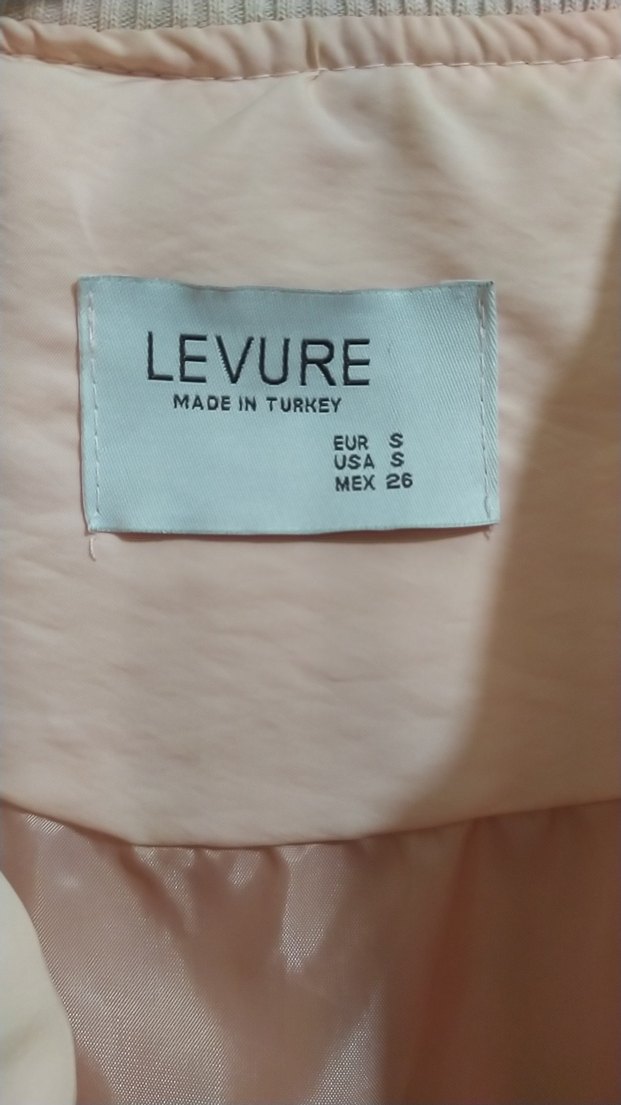 LEVURE
MADE IN TURKEY
EUR S
USA S
MEX 26